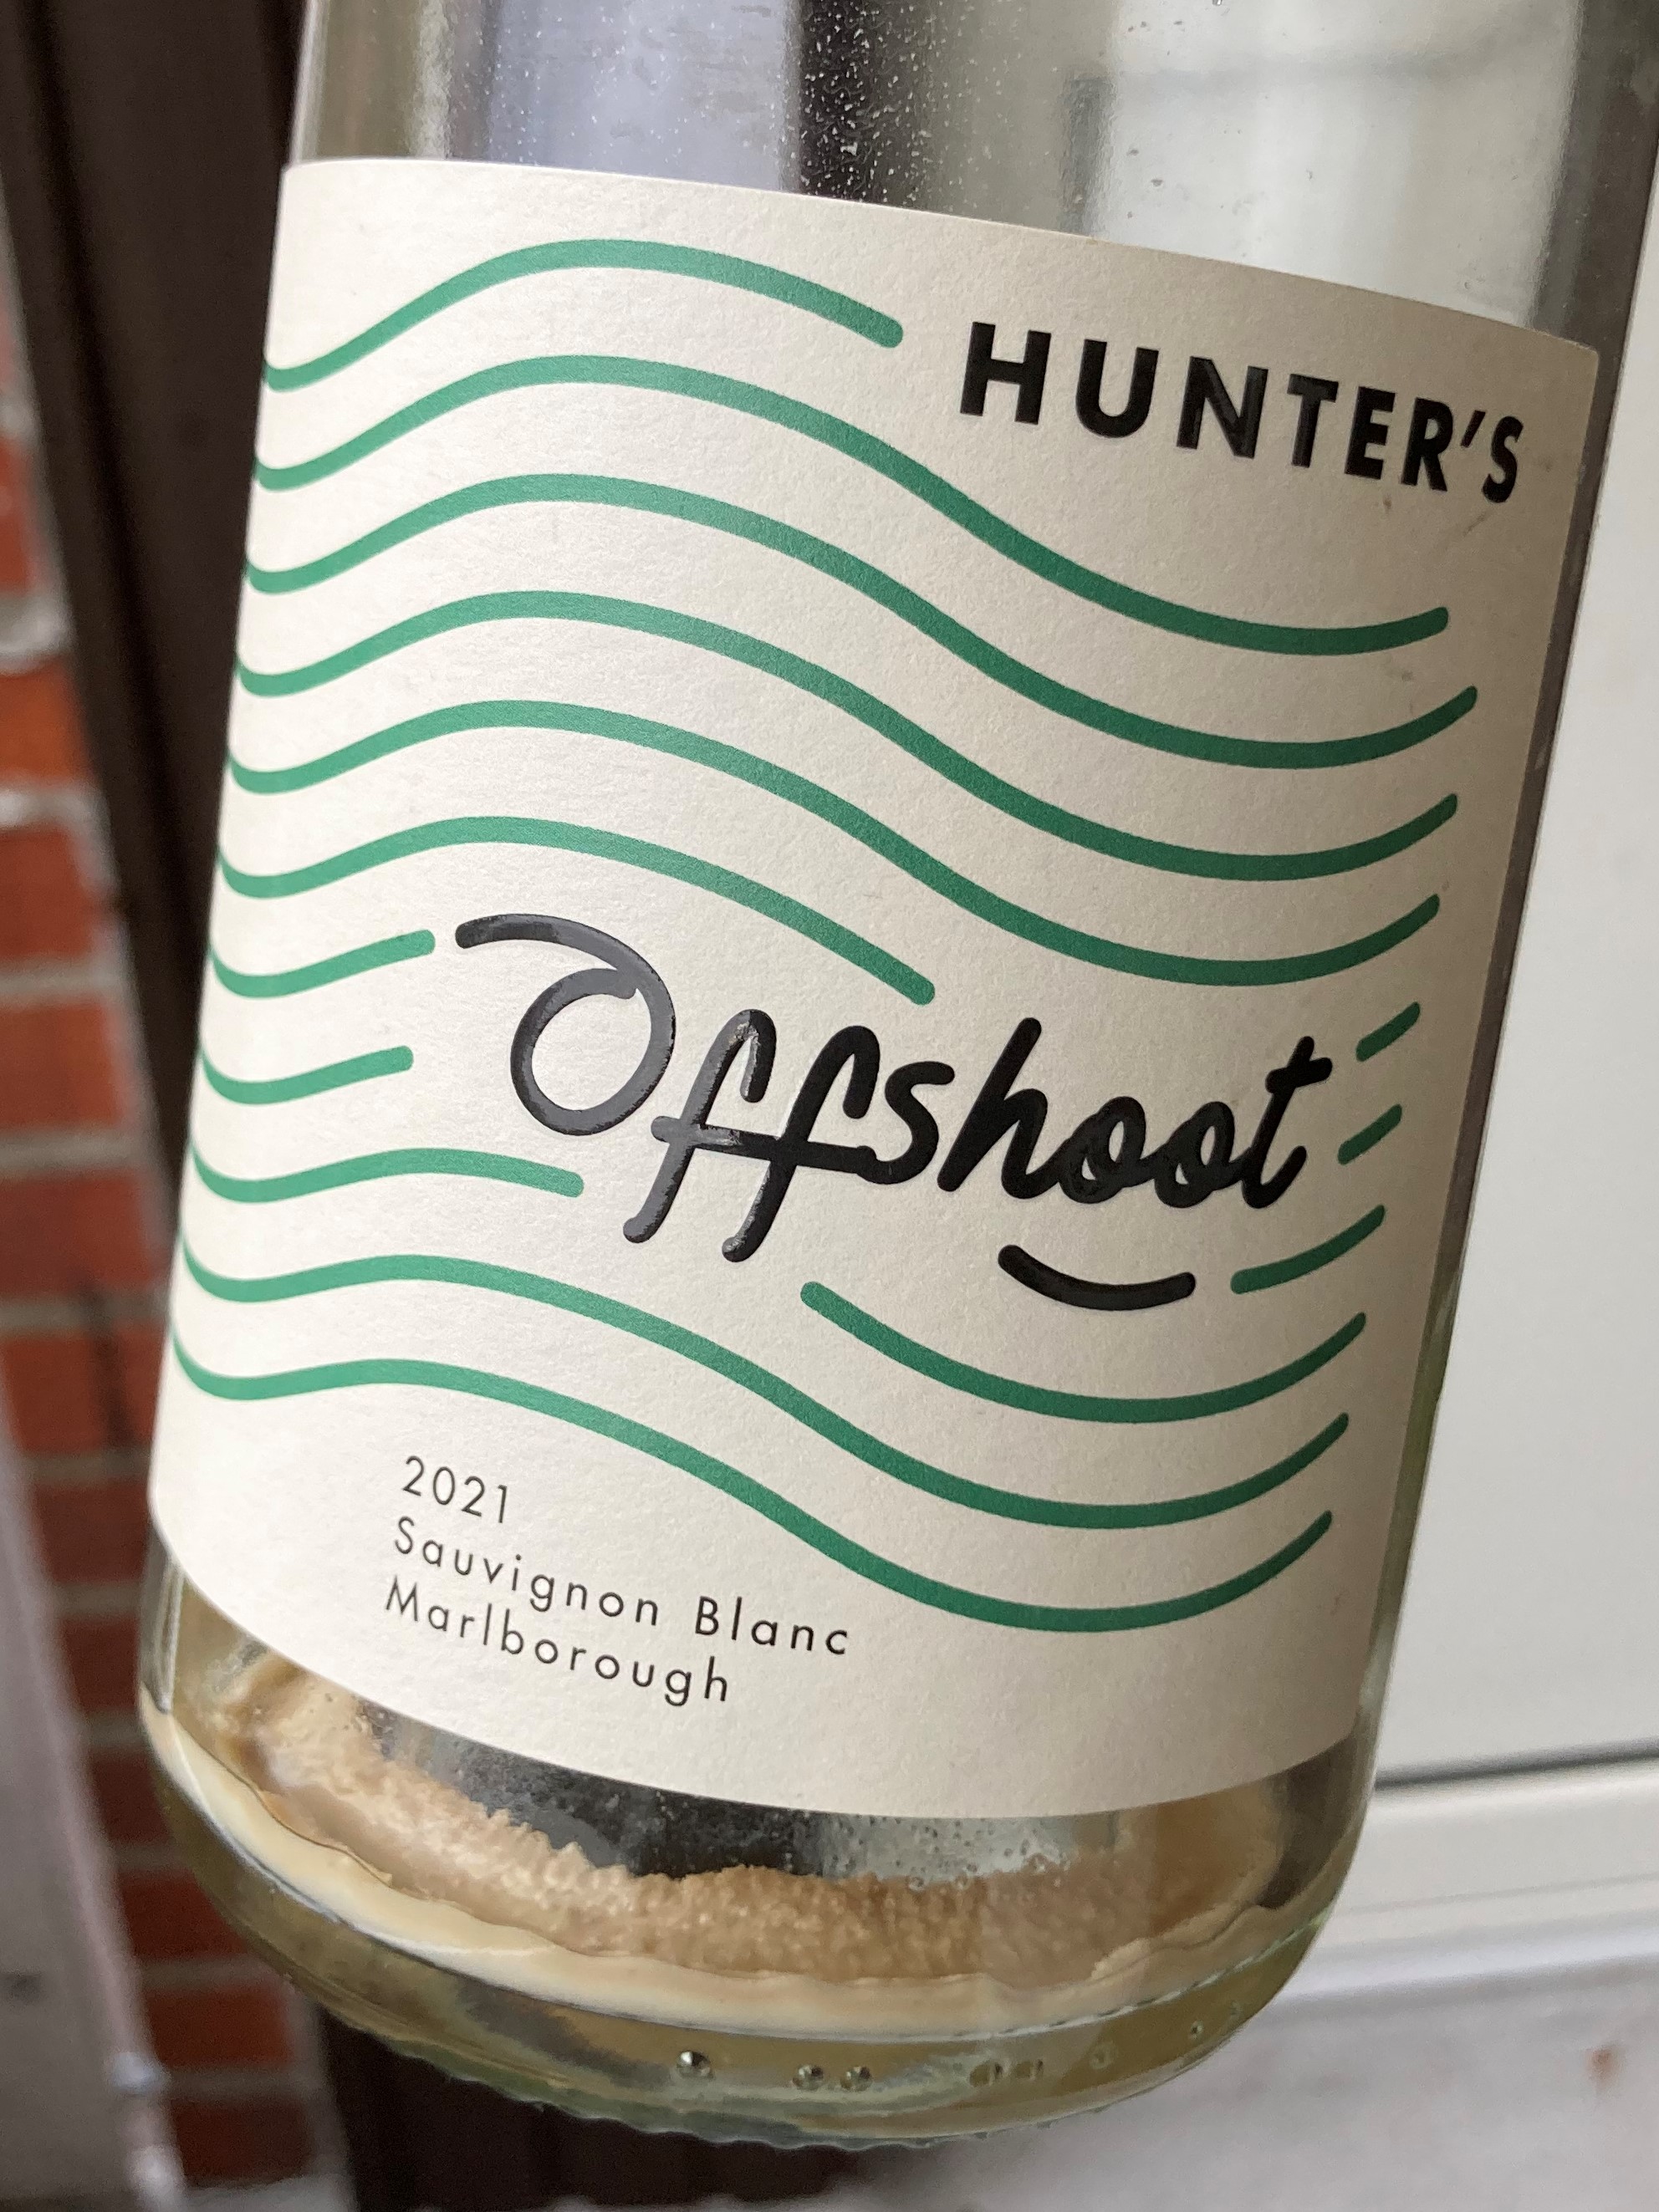 HUNTER'S
Offshoot
2021
Sauvignon Blanc
Marlborough